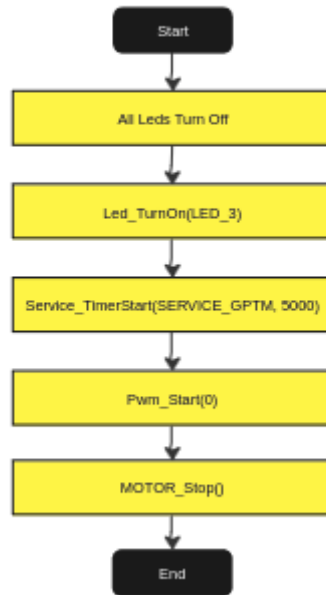 Start
All Leds Turn Off
Led_TurnOn(LED_3)
Service_TimerStart(SERVICE_GPTM, 5000)
Pwm_Start(0)
MOTOR_Stop()
End